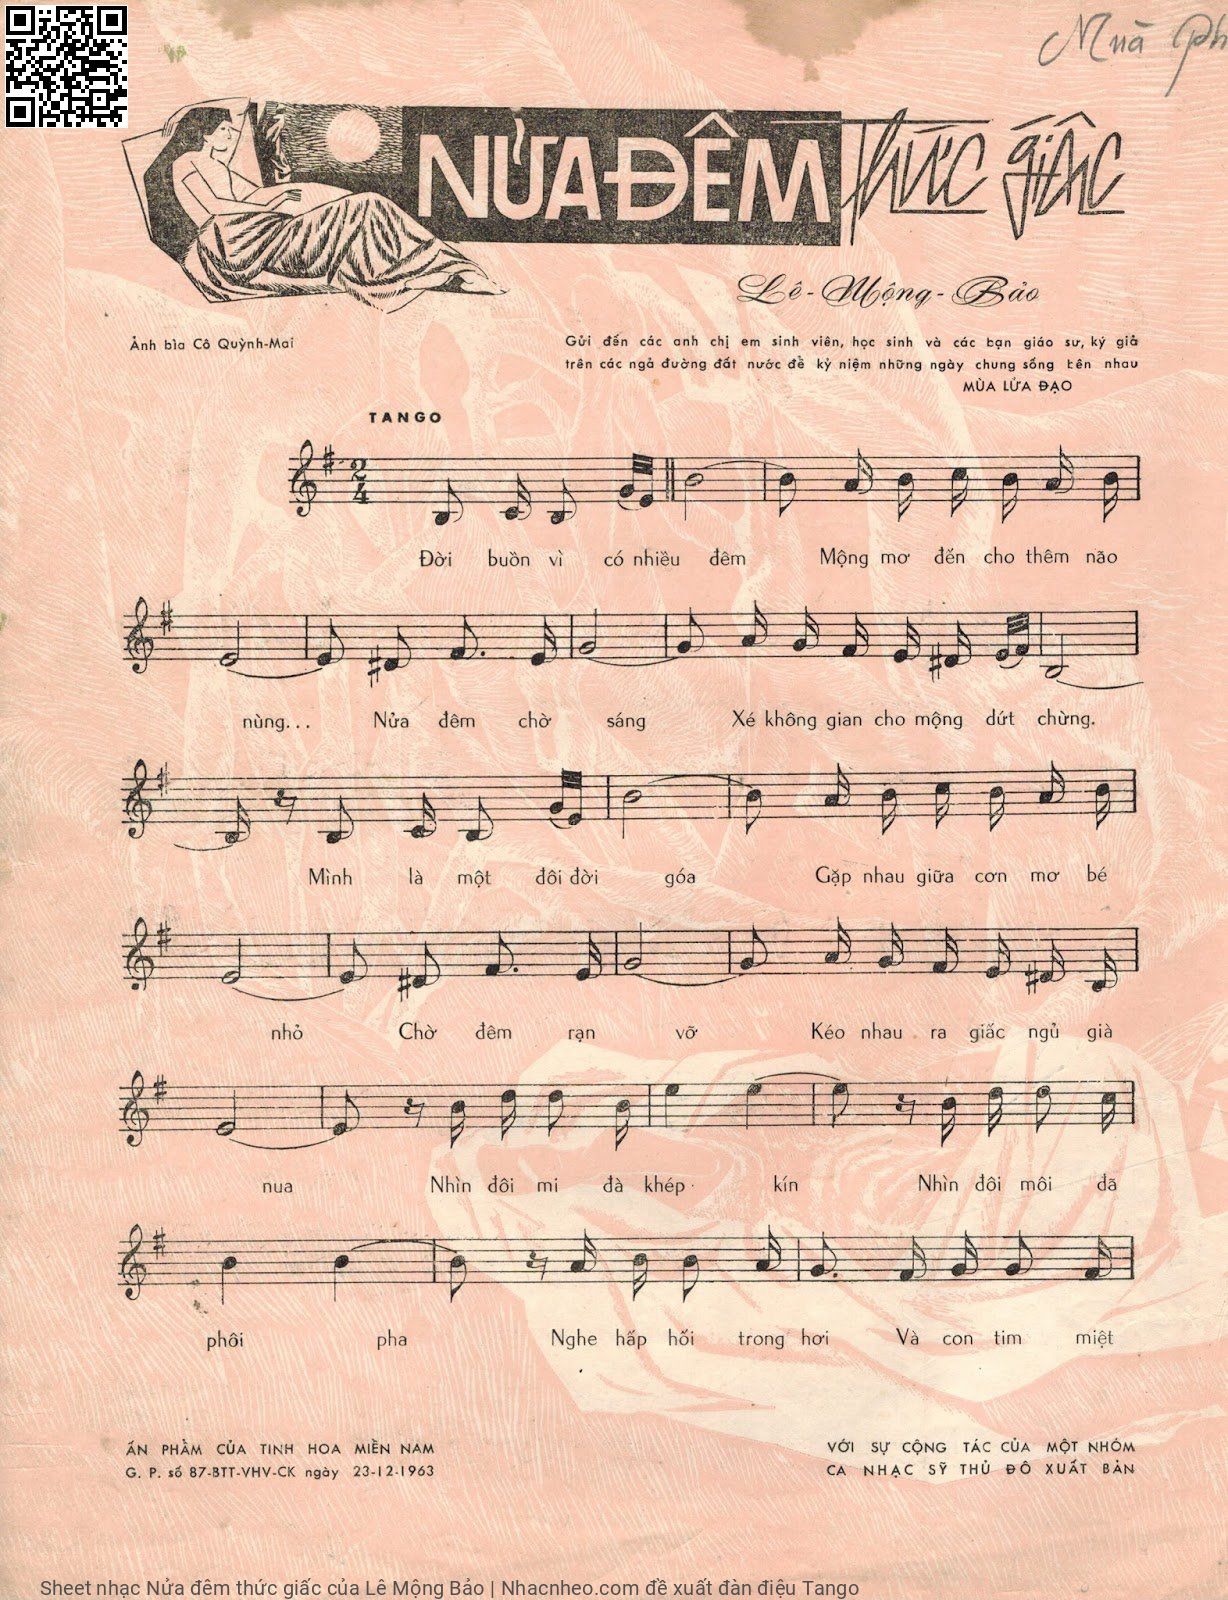 Mùa Ph
NỬA ĐÊM THỨC GIẤC
Lê-Mộng-Bảo
Ảnh bìa Cô Quỳnh-Mai
Gửi đến các anh chị em sinh viên, học sinh và các bạn giáo sư, ký giả
trên các ngả đường đất nước để kỷ niệm những ngày chung sống bên nhau
MÙA LỬA ĐẠO
TANGO
2
4
Đời buồn vì có nhiều đêm Mộng mơ đến cho thêm não
nùng... Nửa đêm chờ sáng Xé không gian cho mộng dứt chừng.
Mình là một đôi đời góa Gặp nhau giữa cơn mơ bé
nhỏ Chờ đêm rạn vỡ Kéo nhau ra giấc ngủ già
nua Nhìn đôi mi đà khép kín Nhìn đôi môi đã
phôi pha Nghe hấp hối trong hơi Và con tim miệt
ẤN PHẨM CỦA TINH HOA MIỀN NAM
G. P. số 87-BTT-VHV-CK ngày 23-12-1963
VỚI SỰ CỘNG TÁC CỦA MỘT NHÓM
CA NHẠC SỸ THỦ ĐÔ XUẤT BẢN
Sheet nhạc Nửa đêm thức giấc của Lê Mộng Bảo | Nhacnheo.com đề xuất đàn điệu Tango